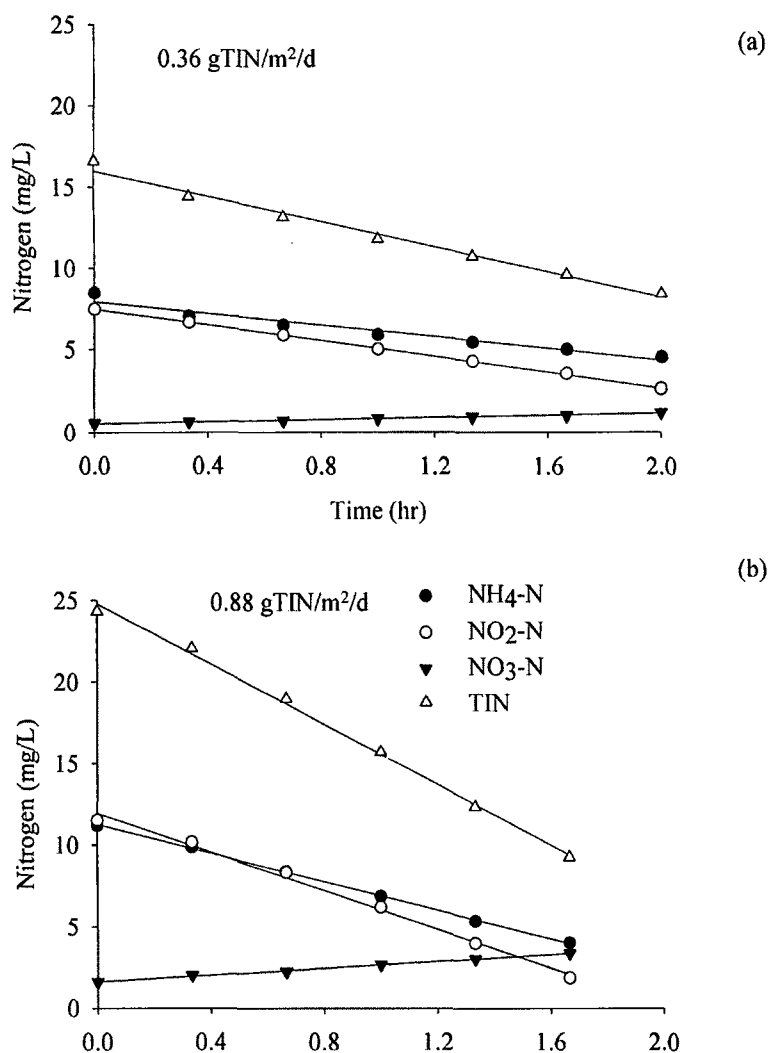 (a)
0.36 gTIN/m²/d
25
20
15
10
5
0
Nitrogen (mg/L)
0.0 0.4 0.8 1.2 1.6 2.0
Time (hr)
(b)
0.88 gTIN/m²/d
NH4-N
NO2-N
NO3-N
TIN
25
20
15
10
5
0
Nitrogen (mg/L)
0.0 0.4 0.8 1.2 1.6 2.0